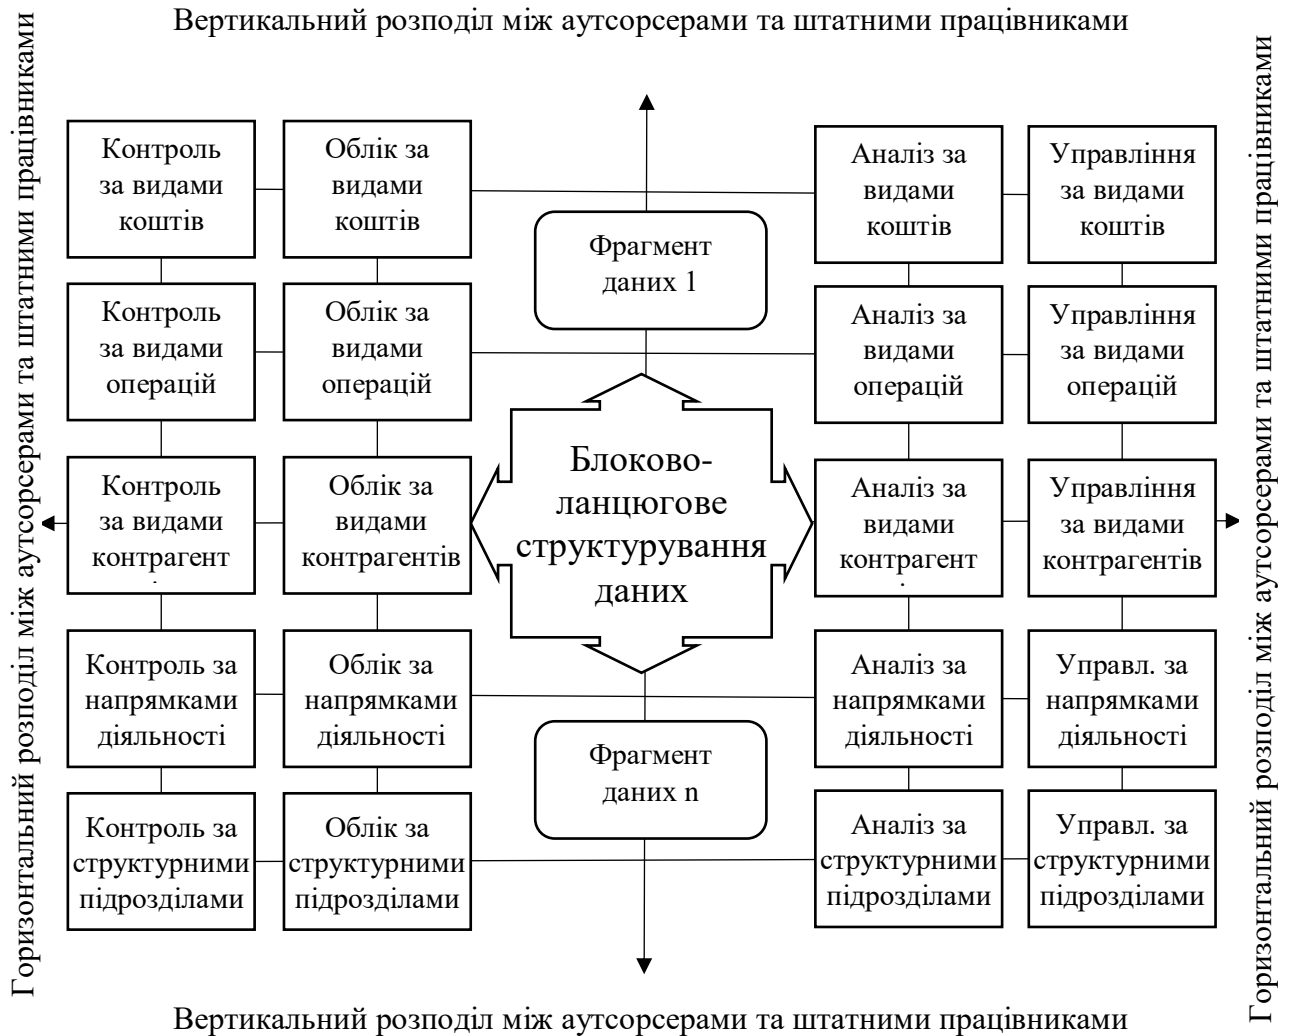 Вертикальний розподіл між аутсорсерами та штатними працівниками
Горизонтальний розподіл між аутсорсерами та штатними працівниками
Контроль
за видами
коштів
Облік за
видами
коштів
Фрагмент
даних 1
Аналіз за
видами
коштів
Управління
за видами
коштів
Контроль
за видами
операцій
Облік за
видами
операцій
Аналіз за
видами
операцій
Управління
за видами
операцій
Контроль
за видами
контрагент
Облік за
видами
контрагентів
Блоково-
ланцюгове
структурування
даних
Аналіз за
видами
контрагент
Управління
за видами
контрагентів
Контроль за
напрямками
діяльності
Облік за
напрямками
діяльності
Фрагмент
даних n
Аналіз за
напрямками
діяльності
Управл. за
напрямками
діяльності
Контроль за
структурними
підрозділами
Облік за
структурними
підрозділами
Аналіз за
структурними
підрозділами
Управл. за
структурними
підрозділами
Горизонтальний розподіл між аутсорсерами та штатними працівниками
Вертикальний розподіл між аутсорсерами та штатними працівниками